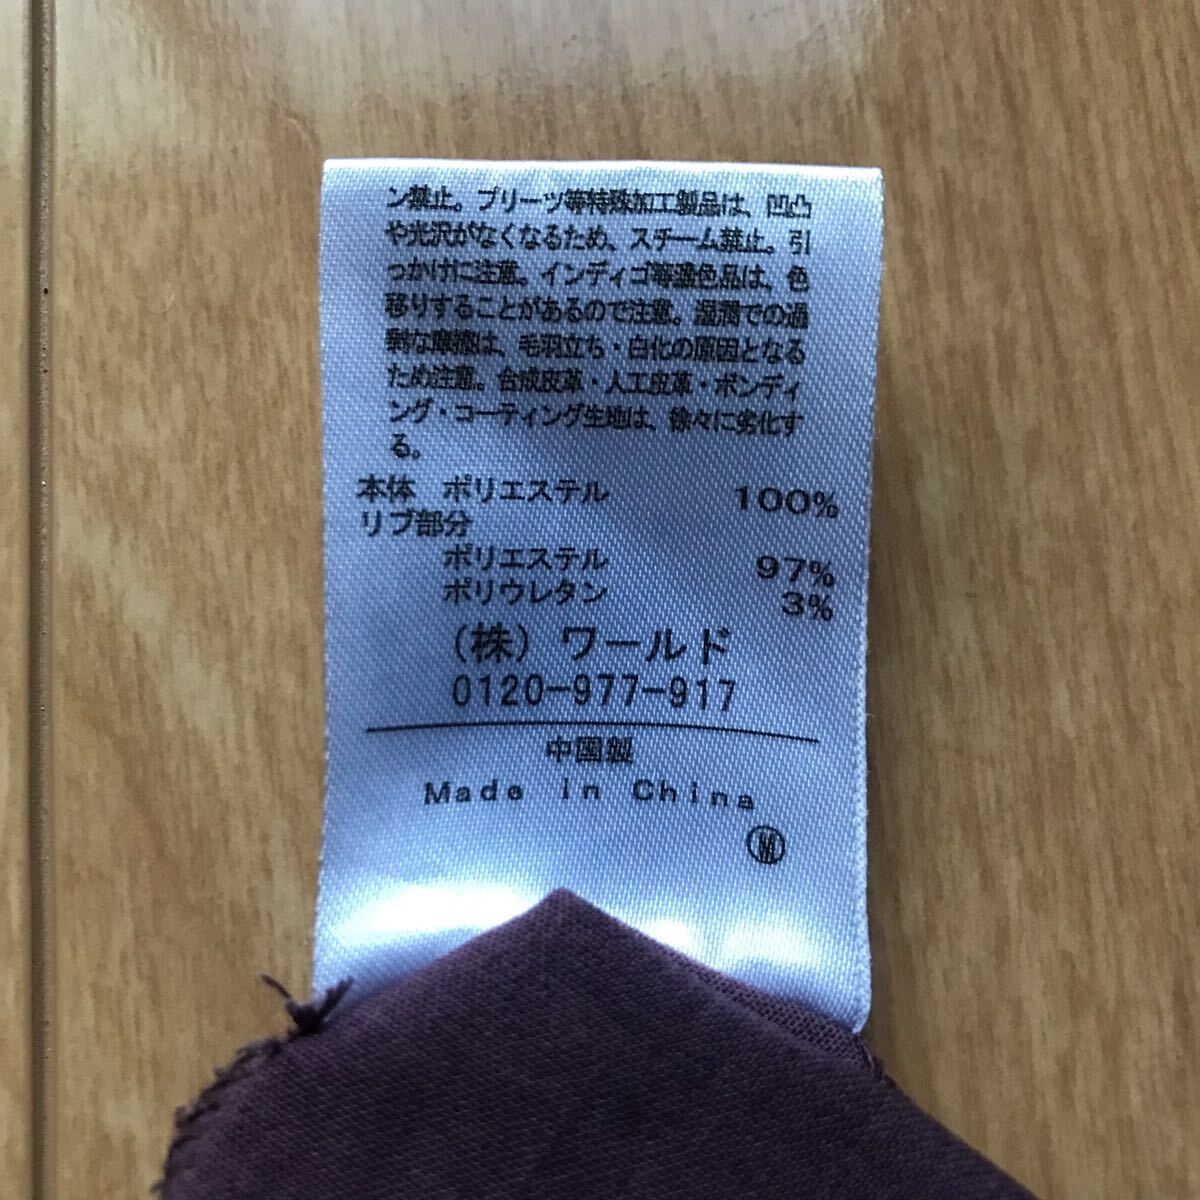 ン禁止。プリーツ等特殊加工製品は、凹凸
や光沢がなくなるため、スチーム禁止。引
っかけに注意。インディゴ等濃色品は、色
移りすることがあるので注意。湿潤での過
剰な摩擦は、毛羽立ち・白化の原因となる
ため注意。合成皮革・人工皮革・ボンディ
ング・コーティング生地は、徐々に劣化す
る。
本体 ポリエステル 100%
リブ部分
ポリエステル 97%
ポリウレタン 3%
(株) ワールド
0120-977-917
中国製
Made in China
Ⓜ